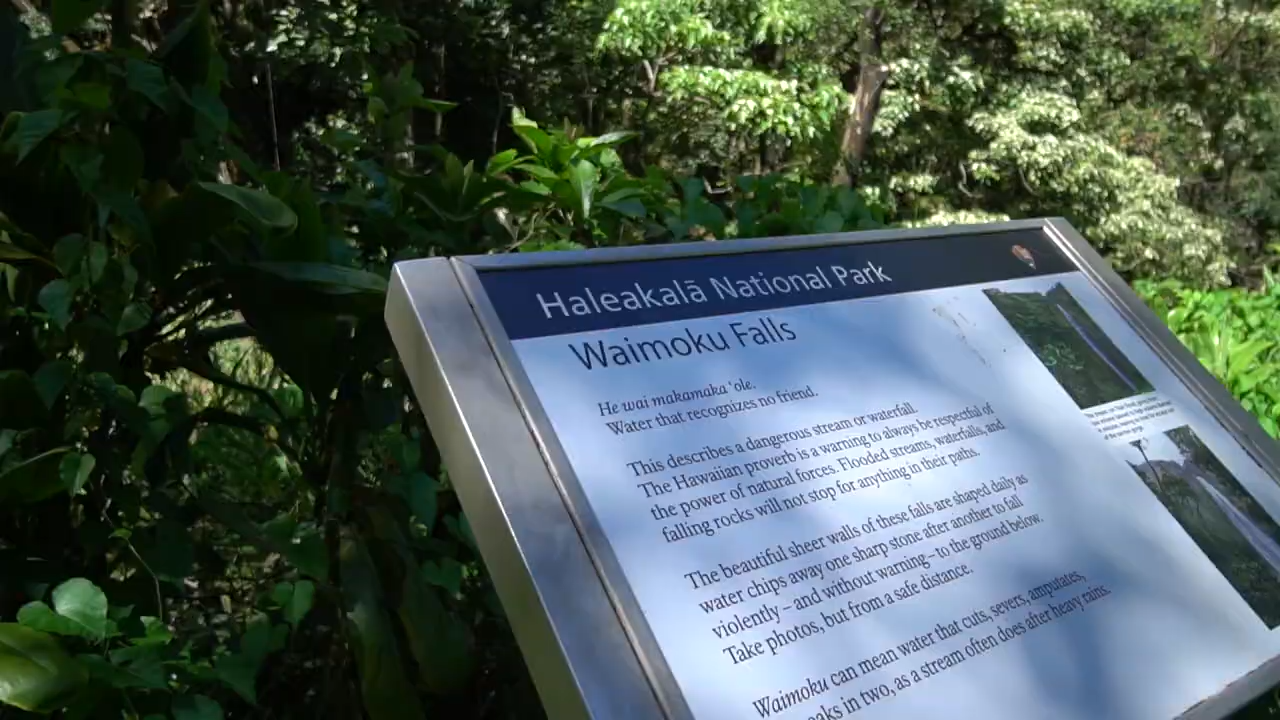 Haleakalā National Park
Waimoku Falls
He wai makamaka ʻole.
Water that recognizes no friend.
This describes a dangerous stream or waterfall.
The Hawaiian proverb is a warning to always be respectful of
the power of natural forces. Flooded streams, waterfalls, and
falling rocks will not stop for anything in their paths.
The beautiful sheer walls of these falls are shaped daily as
water chips away one sharp stone after another to fall
violently – and without warning – to the ground below.
Take photos, but from a safe distance.
Waimoku can mean water that cuts, severs, amputates,
in two, as a stream often does after heavy rains.